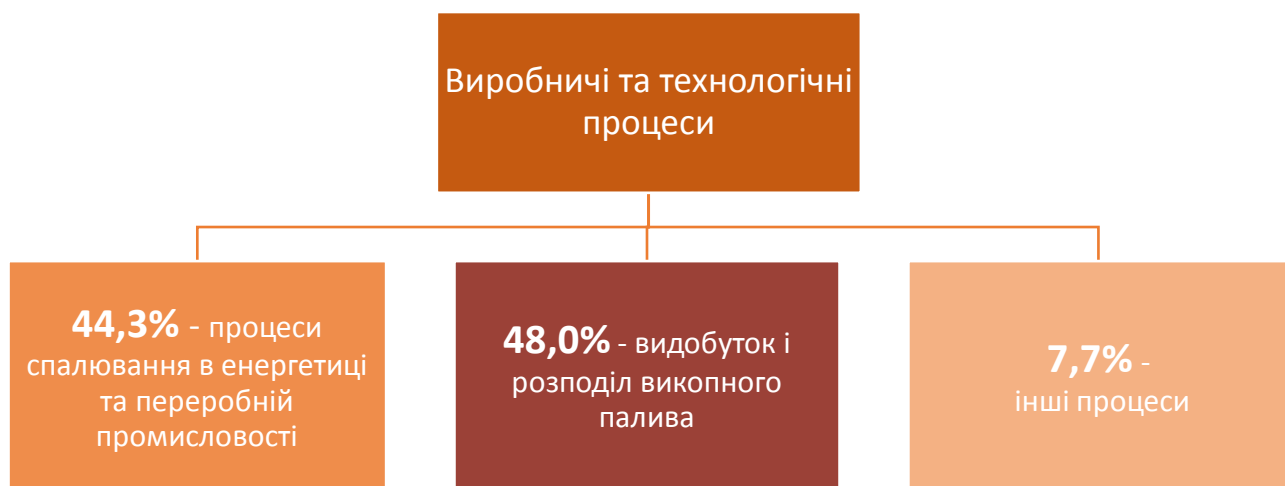 Виробничі та технологічні
процеси
44,3% - процеси
спалювання в енергетиці
та переробній
промисловості
48,0% - видобуток і
розподіл викопного
палива
7,7% -
інші процеси